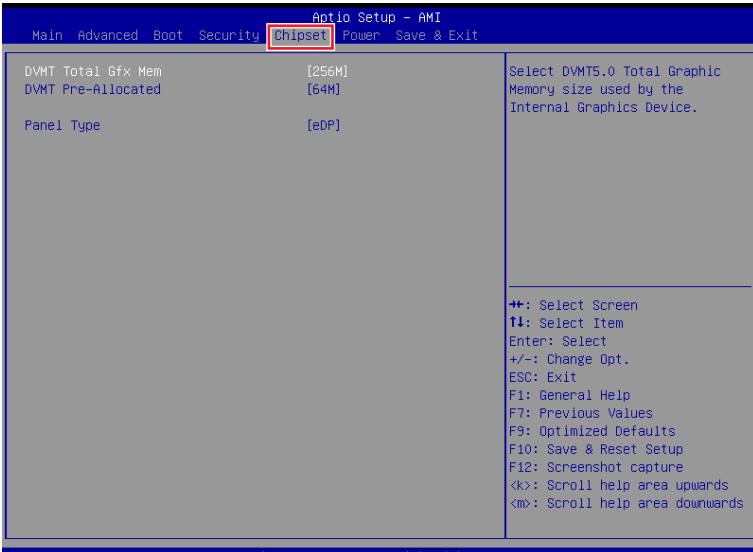 Aptio Setup - AMI
Main Advanced Boot Security Chipset Power Save & Exit
DVMT Total Gfx Mem [256M]
DVMT Pre-Allocated [64M]
Panel Type [eDP]
Select DVMT5.0 Total Graphic
Memory size used by the
Internal Graphics Device.
→←: Select Screen
↑↓: Select Item
Enter: Select
+/-: Change Opt.
ESC: Exit
F1: General Help
F7: Previous Values
F9: Optimized Defaults
F10: Save & Reset Setup
F12: Screenshot capture
<k>: Scroll help area upwards
<m>: Scroll help area downwards